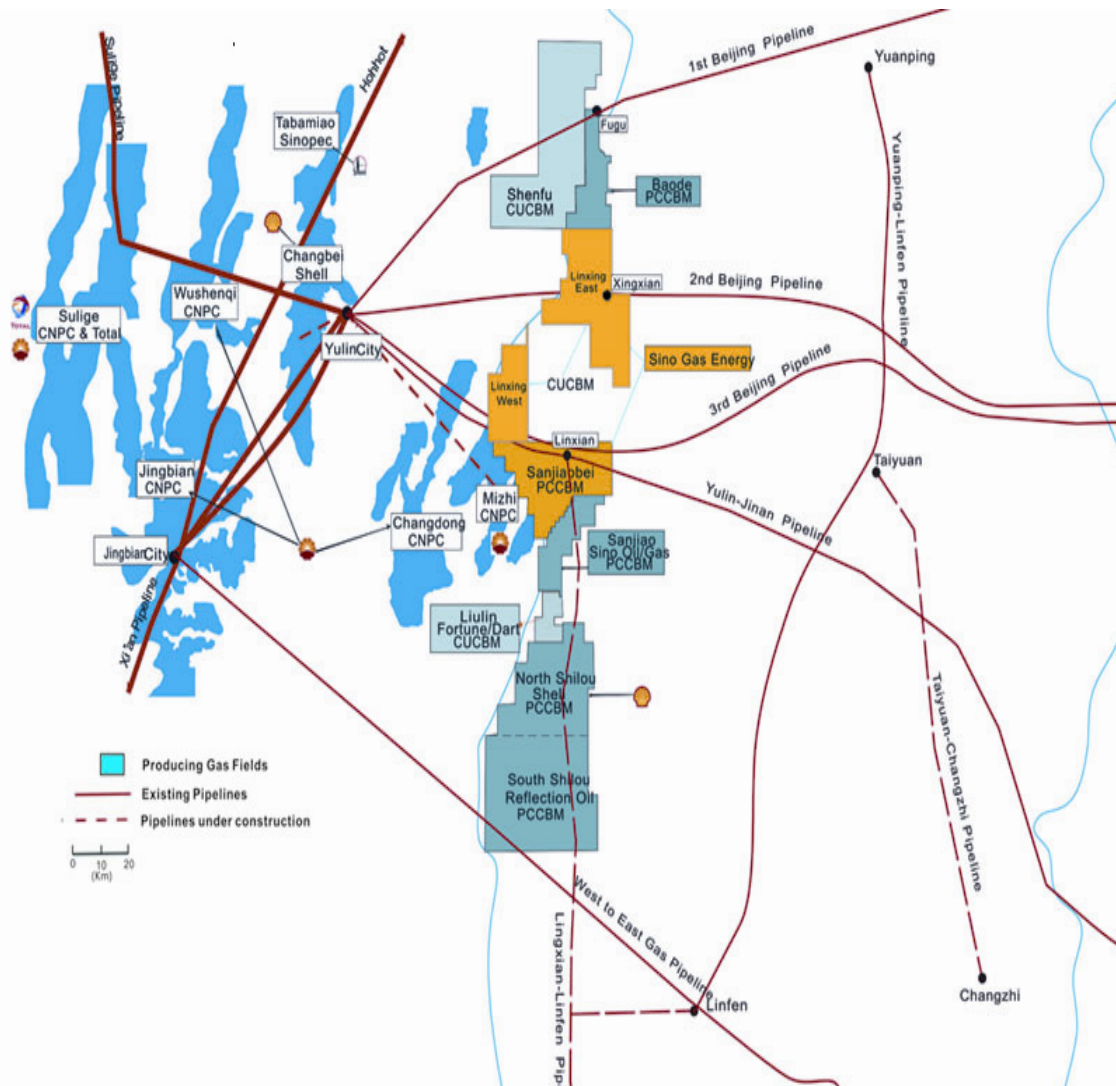 Sulige Pipeline
Hohhot
1st Beijing Pipeline
Yuanping
Tabamiao
Sinopec
Fugu
Shenfu
CUCBM
Baode
PCCBM
Yuanping-Linfen Pipeline
Changbei
Shell
Linxing
East
Xingxian
2nd Beijing Pipeline
Wushenqi
CNPC
TOTAL
Sulige
CNPC & Total
YulinCity
Sino Gas Energy
Linxing
West
CUCBM
3rd Beijing Pipeline
Linxian
Jingbian
CNPC
Sanjiaobei
PCCBM
Taiyuan
Mizhi
CNPC
Changdong
CNPC
Yulin-Jinan Pipeline
JingbianCity
Sanjiao
Sino Oil/Gas
PCCBM
Xi'an Pipeline
Liulin
Fortune/Dart
CUCBM
North Shilou
Shell
PCCBM
Taiyuan-Changzhi Pipeline
Producing Gas Fields
South Shilou
Reflection Oil
PCCBM
Existing Pipelines
Pipelines under construction
0 10 20
(Km)
West to East Gas Pipeline
Lingxian-Linfen Pip
Linfen
Changzhi